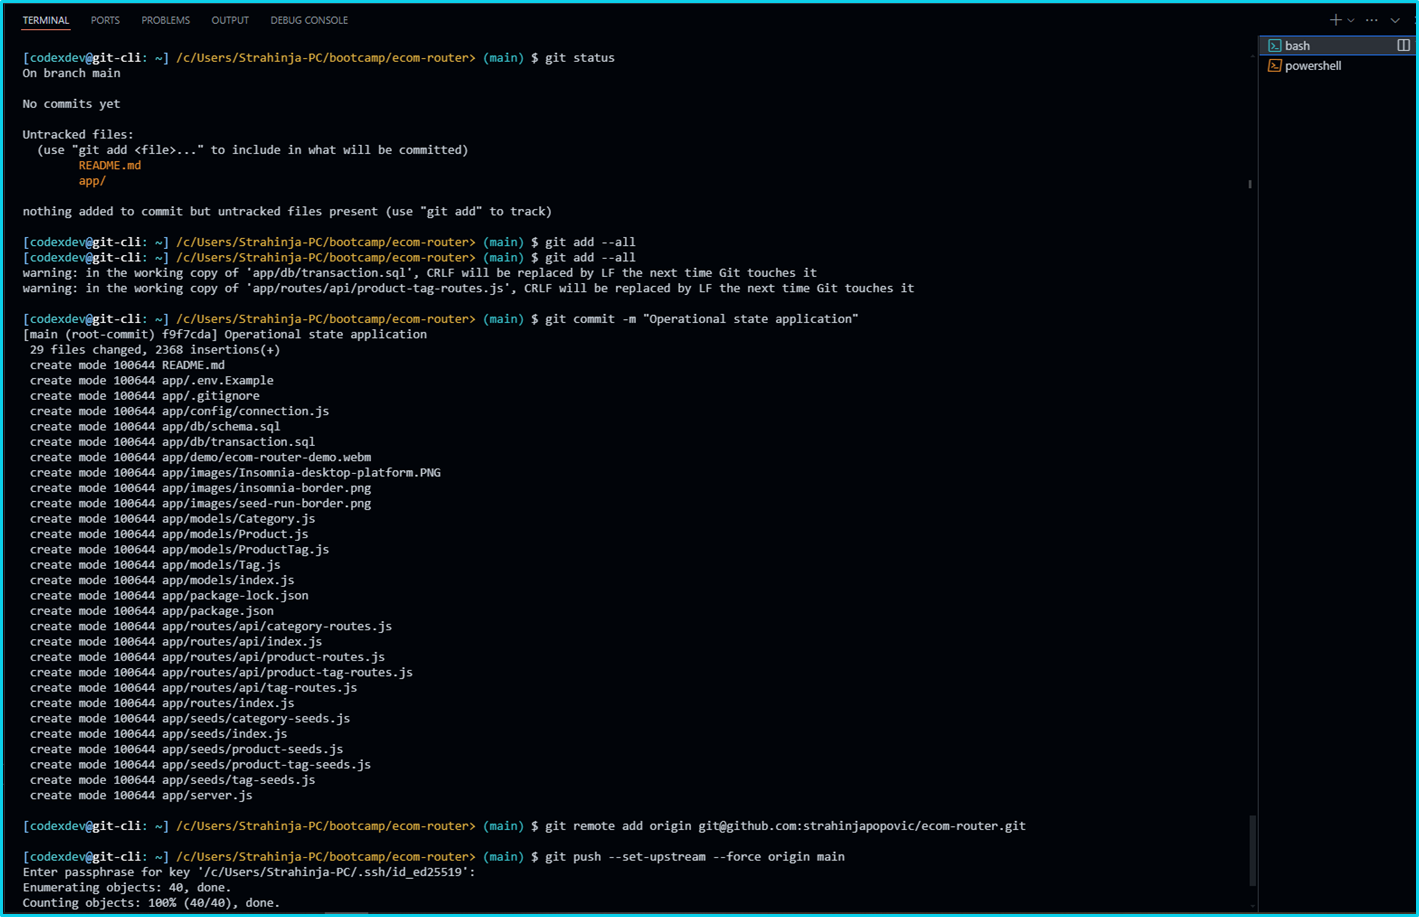 TERMINAL PORTS PROBLEMS OUTPUT DEBUG CONSOLE
bash
powershell
[codexdev@git-cli: ~] /c/Users/Strahinja-PC/bootcamp/ecom-router> (main) $ git status
On branch main
No commits yet
Untracked files:
(use "git add <file>..." to include in what will be committed)
README.md
app/
nothing added to commit but untracked files present (use "git add" to track)
[codexdev@git-cli: ~] /c/Users/Strahinja-PC/bootcamp/ecom-router> (main) $ git add --all
[codexdev@git-cli: ~] /c/Users/Strahinja-PC/bootcamp/ecom-router> (main) $ git add --all
warning: in the working copy of 'app/db/transaction.sql', CRLF will be replaced by LF the next time Git touches it
warning: in the working copy of 'app/routes/api/product-tag-routes.js', CRLF will be replaced by LF the next time Git touches it
[codexdev@git-cli: ~] /c/Users/Strahinja-PC/bootcamp/ecom-router> (main) $ git commit -m "Operational state application"
[main (root-commit) f9f7cda] Operational state application
29 files changed, 2368 insertions(+)
create mode 100644 README.md
create mode 100644 app/.env.Example
create mode 100644 app/.gitignore
create mode 100644 app/config/connection.js
create mode 100644 app/db/schema.sql
create mode 100644 app/db/transaction.sql
create mode 100644 app/demo/ecom-router-demo.webm
create mode 100644 app/images/Insomnia-desktop-platform.PNG
create mode 100644 app/images/insomnia-border.png
create mode 100644 app/images/seed-run-border.png
create mode 100644 app/models/Category.js
create mode 100644 app/models/Product.js
create mode 100644 app/models/ProductTag.js
create mode 100644 app/models/Tag.js
create mode 100644 app/models/index.js
create mode 100644 app/package-lock.json
create mode 100644 app/package.json
create mode 100644 app/routes/api/category-routes.js
create mode 100644 app/routes/api/index.js
create mode 100644 app/routes/api/product-routes.js
create mode 100644 app/routes/api/product-tag-routes.js
create mode 100644 app/routes/api/tag-routes.js
create mode 100644 app/routes/index.js
create mode 100644 app/seeds/category-seeds.js
create mode 100644 app/seeds/index.js
create mode 100644 app/seeds/product-seeds.js
create mode 100644 app/seeds/product-tag-seeds.js
create mode 100644 app/seeds/tag-seeds.js
create mode 100644 app/server.js
[codexdev@git-cli: ~] /c/Users/Strahinja-PC/bootcamp/ecom-router> (main) $ git remote add origin git@github.com:strahinjapopovic/ecom-router.git
[codexdev@git-cli: ~] /c/Users/Strahinja-PC/bootcamp/ecom-router> (main) $ git push --set-upstream --force origin main
Enter passphrase for key '/c/Users/Strahinja-PC/.ssh/id_ed25519':
Enumerating objects: 40, done.
Counting objects: 100% (40/40), done.